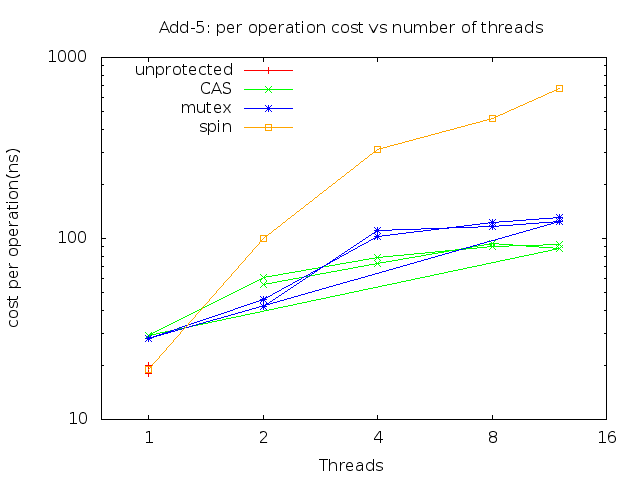 Add-5: per operation cost vs number of threads
1000
100
10
cost per operation(ns)
unprotected
CAS
mutex
spin
1 2 4 8 16
Threads